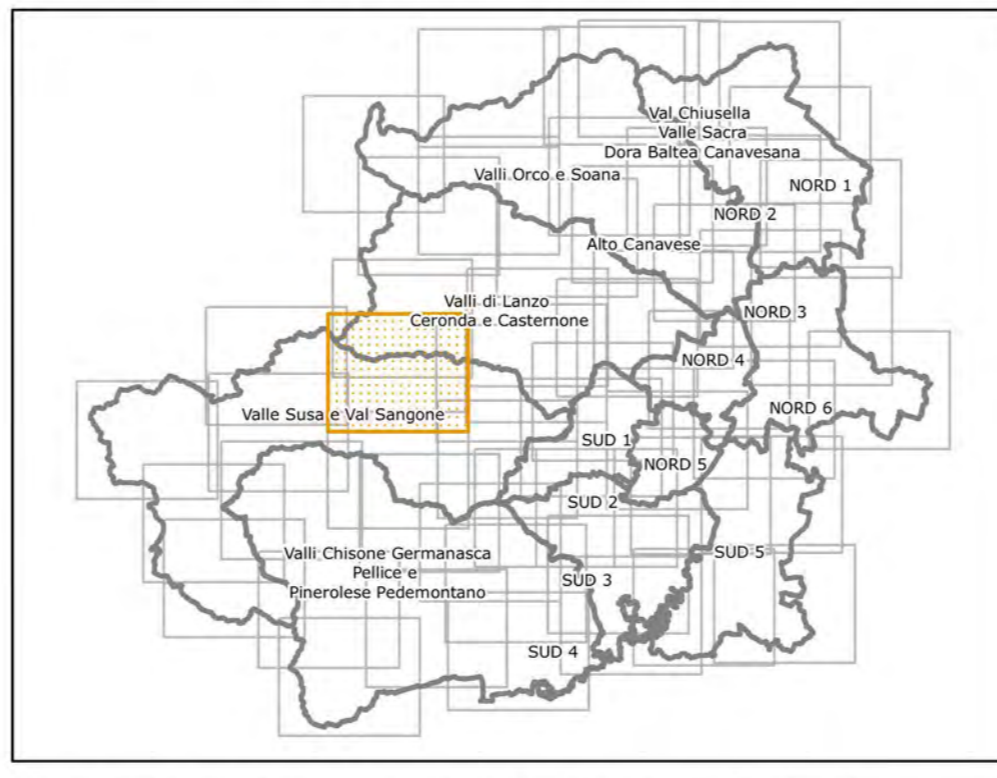 Val Chiusella
Valle Sacra
Dora Baltea Canavesana
Valli Orco e Soana
NORD 1
NORD 2
Alto Canavese
Valli di Lanzo
Ceronda e Casternone
NORD 3
NORD 4
Valle Susa e Val Sangone
NORD 6
SUD 1
NORD 5
SUD 2
Valli Chisone Germanasca
Pellice e
Pinerolese Pedemontano
SUD 5
SUD 3
SUD 4